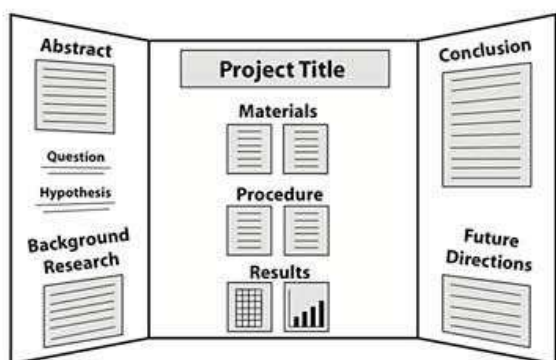 Abstract
Question
Hypothesis
Background
Research
Project Title
Materials
Procedure
Results
Conclusion
Future
Directions